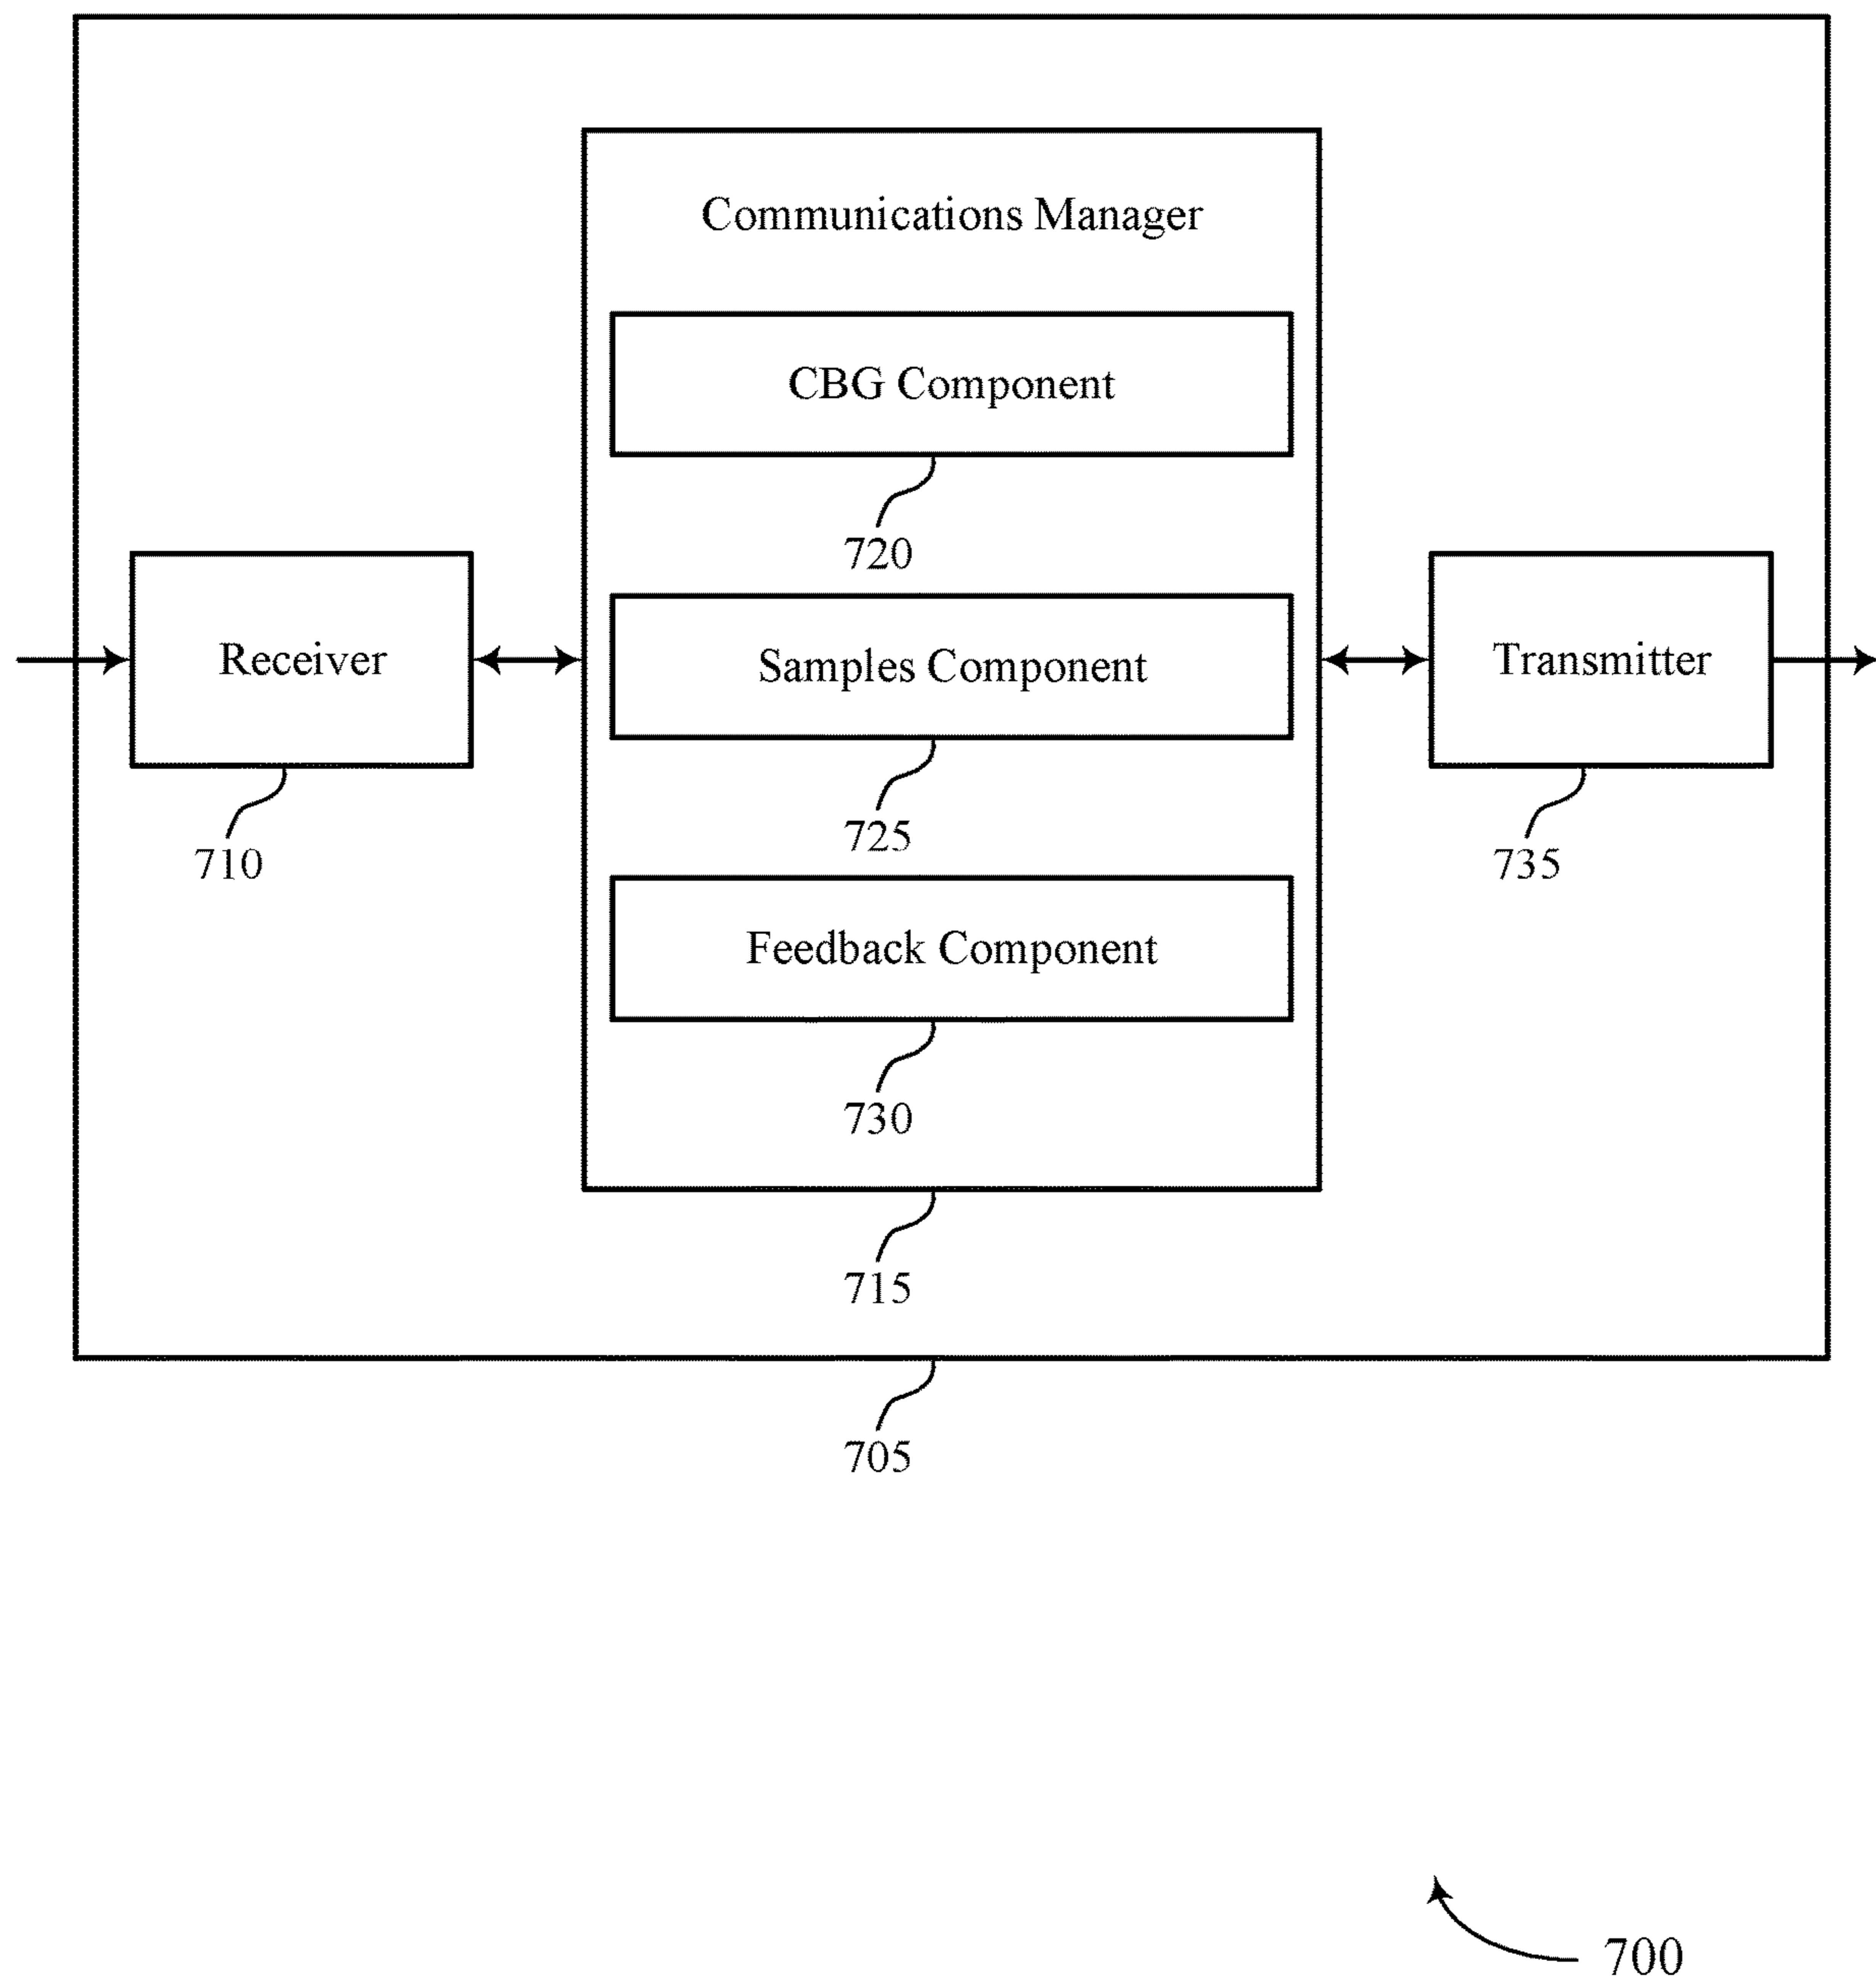 Communications Manager
CBG Component
720
Receiver
Samples Component
Transmitter
710
725
735
Feedback Component
730
715
705
700